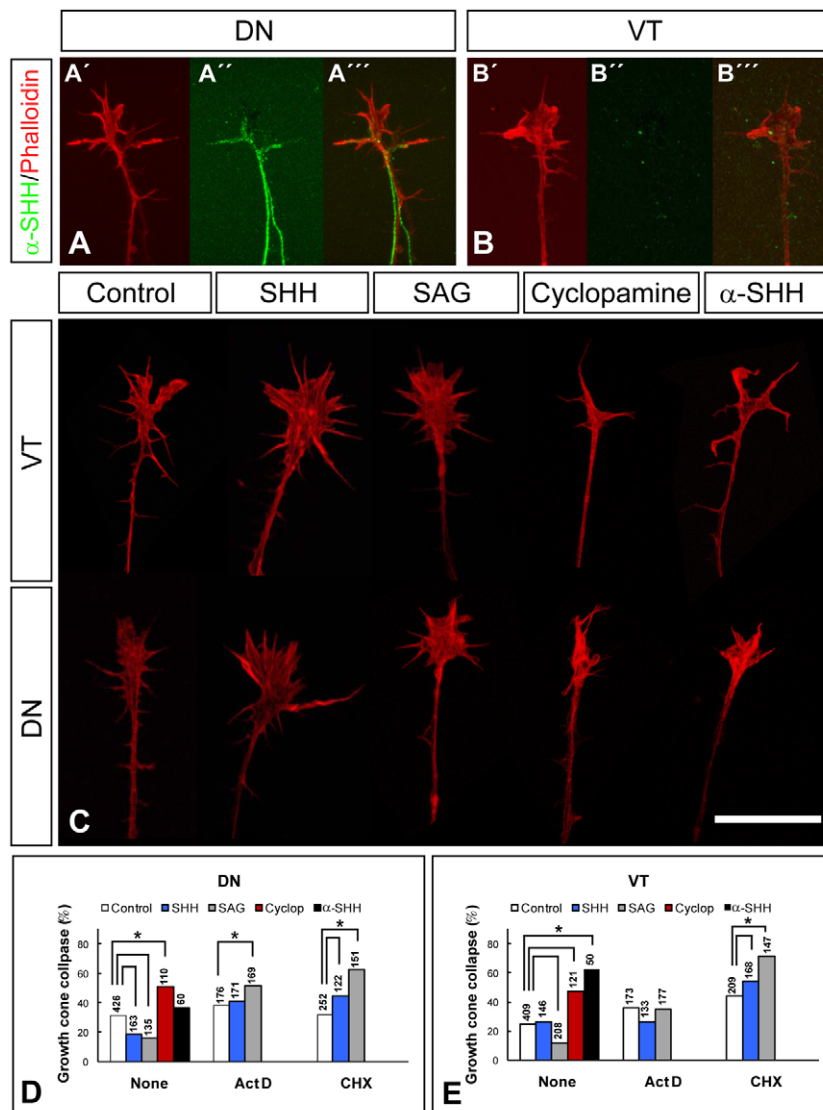 DN VT
α-SHH/Phalloidin
A´ A´´ A´´´ B´ B´´ B´´´
A B
Control SHH SAG Cyclopamine α-SHH
VT
DN
C
DN
Control SHH SAG Cyclop α-SHH
Growth cone collpase (%)
80
60
40
20
0
* * *
426 163 135 110 60 176 171 169 252 122 151
None Act D CHX
D
VT
Control SHH SAG Cyclop α-SHH
Growth cone collapse (%)
80
60
40
20
0
* *
409 146 208 121 50 173 133 177 209 168 147
None Act D CHX
E